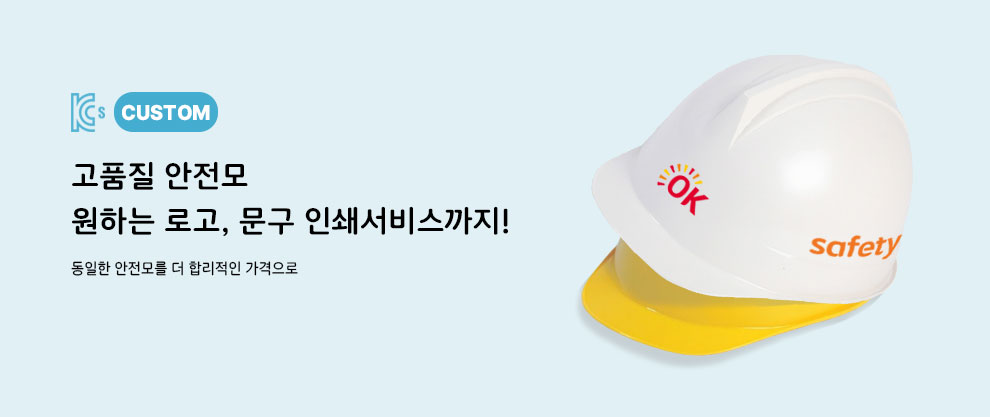 KCs CUSTOM
고품질 안전모
원하는 로고, 문구 인쇄서비스까지!
동일한 안전모를 더 합리적인 가격으로
OK
safety